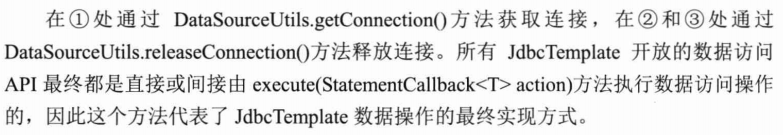 在①处通过 DataSourceUtils.getConnection()方法获取连接，在②和③处通过
DataSourceUtils.releaseConnection()方法释放连接。所有 JdbcTemplate 开放的数据访问
API 最终都是直接或间接由 execute(StatementCallback<T> action)方法执行数据访问操作
的，因此这个方法代表了 JdbcTemplate 数据操作的最终实现方式。